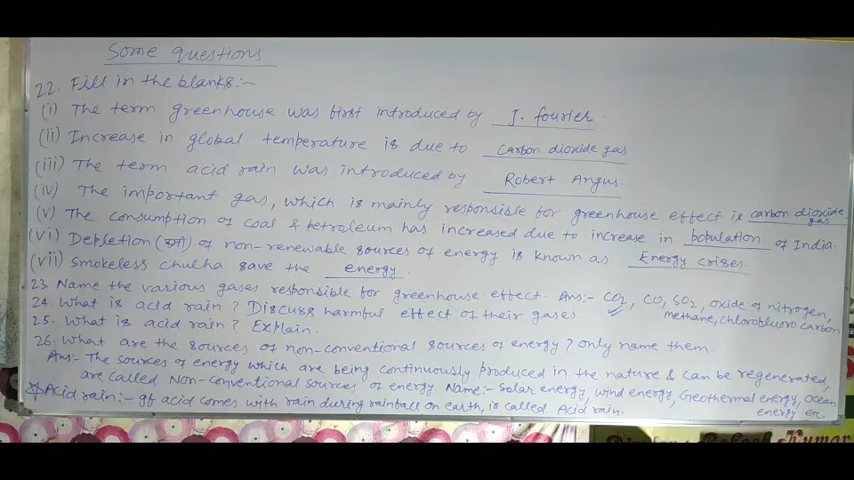 Some questions
22. Fill in the blanks:-
(i) The term greenhouse was first introduced by J. fourier.
(ii) Increase in global temperature is due to carbon dioxide gas
(iii) The term acid rain was introduced by Robert Angus.
(iv) The important gas, which is mainly responsible for greenhouse effect is carbon dioxide gas
(v) The consumption of coal & petroleum has increased due to increase in population of India.
(vi) Depletion (कमी) of non-renewable sources of energy is known as Energy crises.
(vii) Smokeless chulha save the energy.
23. Name the various gases responsible for greenhouse effect. Ans:- CO2, CO, SO2, oxide of nitrogen,
methane, chlorofluoro carbon
24. What is acid rain? Discuss harmful effect of their gases
25. What is acid rain? Explain.
26. What are the sources of non-conventional sources of energy? only name them.
Ans:- The sources of energy which are being continuously produced in the nature & can be regenerated,
are called Non-conventional sources of energy Name:- Solar energy, wind energy, Geothermal energy, Ocean
energy etc
Acid rain:- If acid comes with rain during rainfall on earth, is called Acid rain.
Kumar